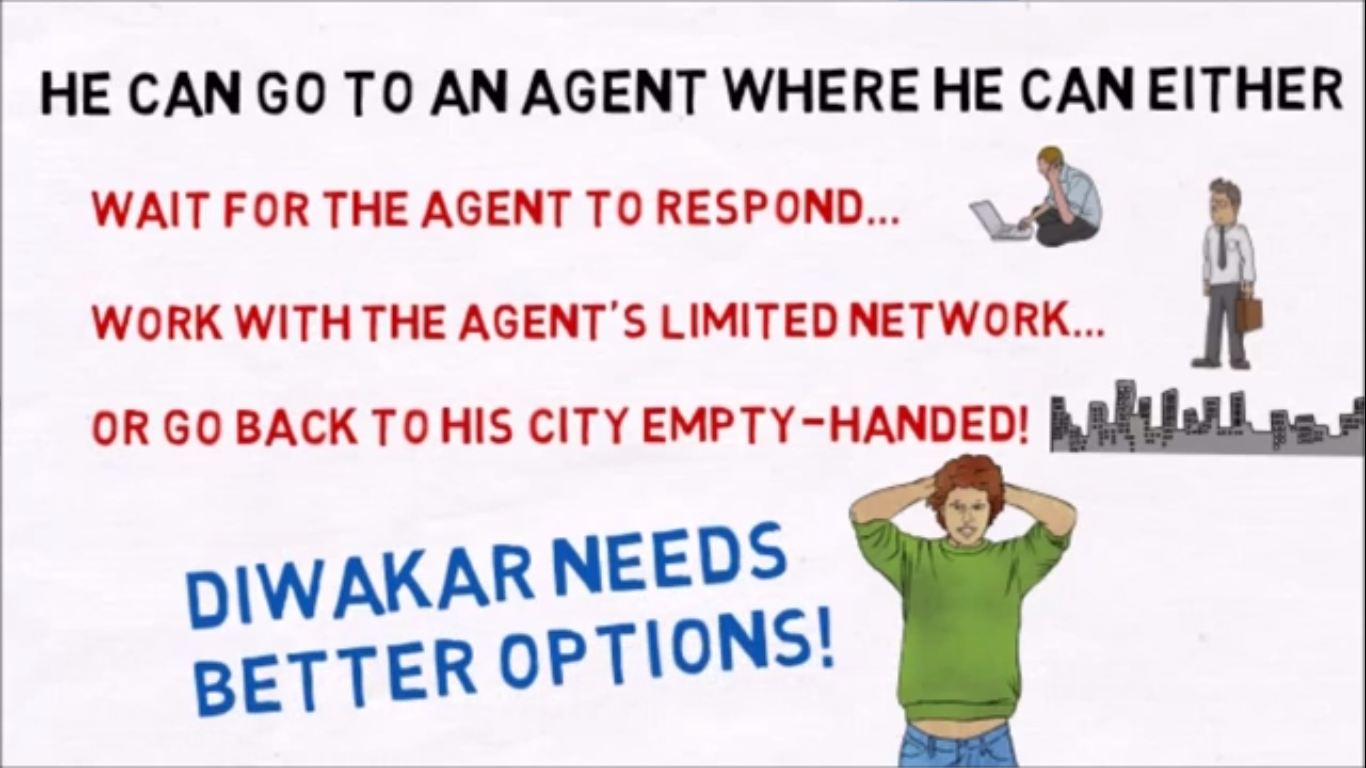 HE CAN GO TO AN AGENT WHERE HE CAN EITHER
WAIT FOR THE AGENT TO RESPOND...
WORK WITH THE AGENT'S LIMITED NETWORK...
OR GO BACK TO HIS CITY EMPTY-HANDED!
DIWAKAR NEEDS
BETTER OPTIONS!